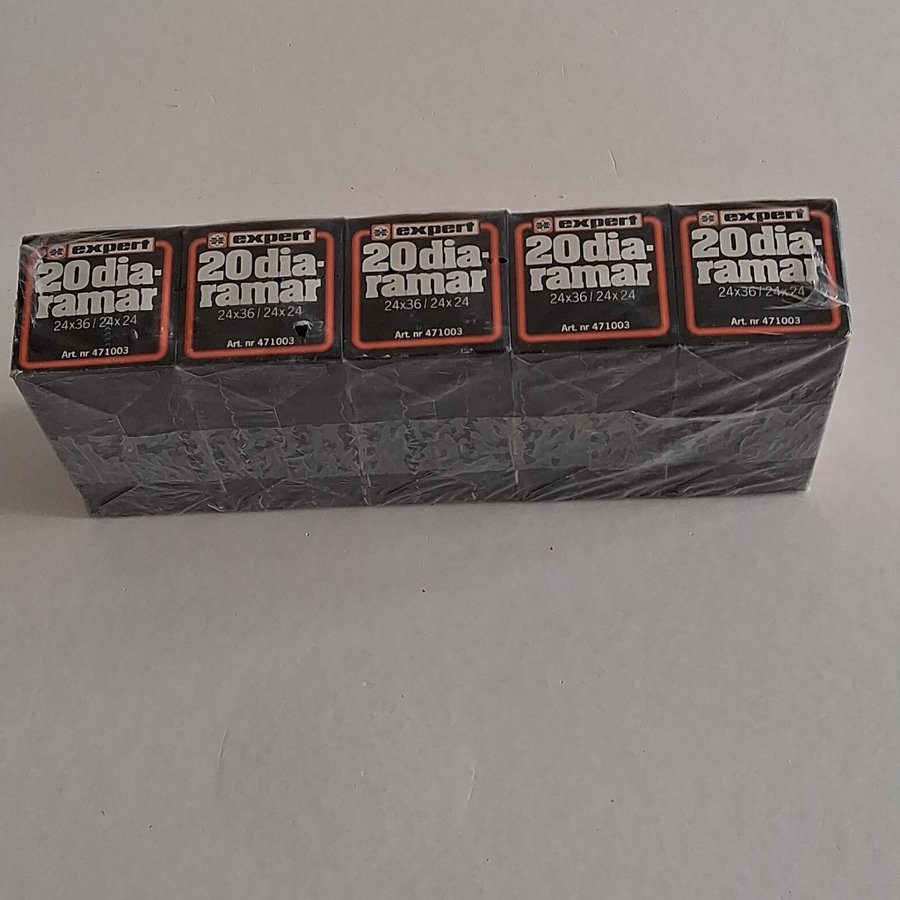 expert
20 dia-
ramar
24x36 / 24x24
Art. nr 471003
expert
20 dia-
ramar
24x36 / 24x24
Art. nr 471003
expert
20 dia-
ramar
24x36 / 24x24
Art. nr 471003
expert
20 dia-
ramar
24x36 / 24x24
Art. nr 471003
expert
20 dia-
ramar
24x36 / 24x24
Art. nr 471003